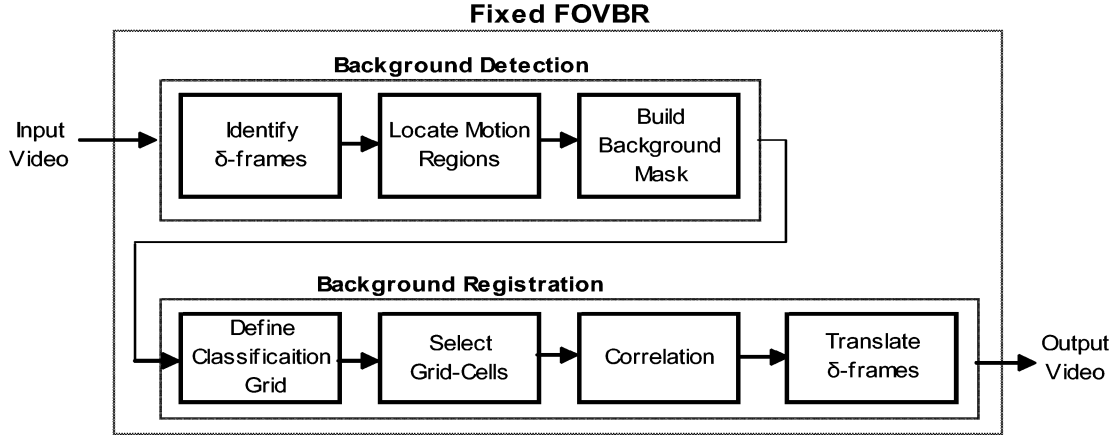 Fixed FOVBR
Background Detection
Input
Video
Identify
δ-frames
Locate Motion
Regions
Build
Background
Mask
Background Registration
Define
Classificaition
Grid
Select
Grid-Cells
Correlation
Translate
δ-frames
Output
Video